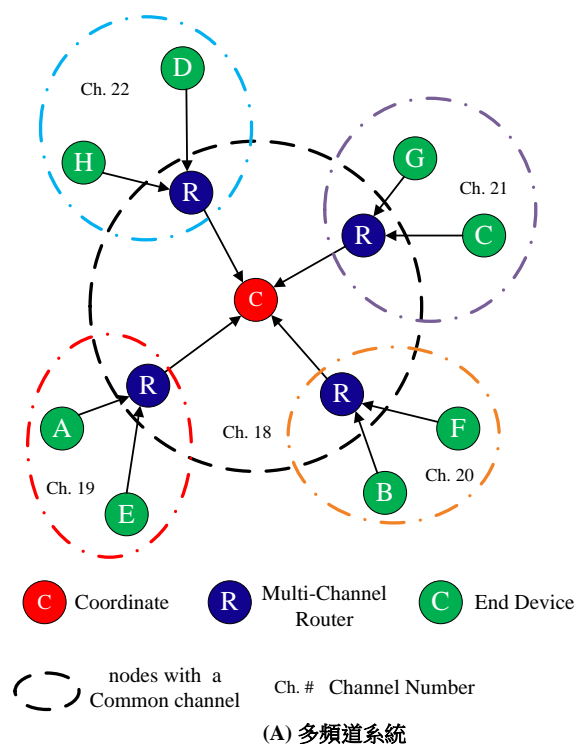 D
Ch. 22
H
R
G
Ch. 21
R
C
C
R
R
A
Ch. 18
F
Ch. 19
Ch. 20
B
E
C Coordinate
R Multi-Channel Router
C End Device
nodes with a Common channel
Ch. # Channel Number
(A) 多頻道系統